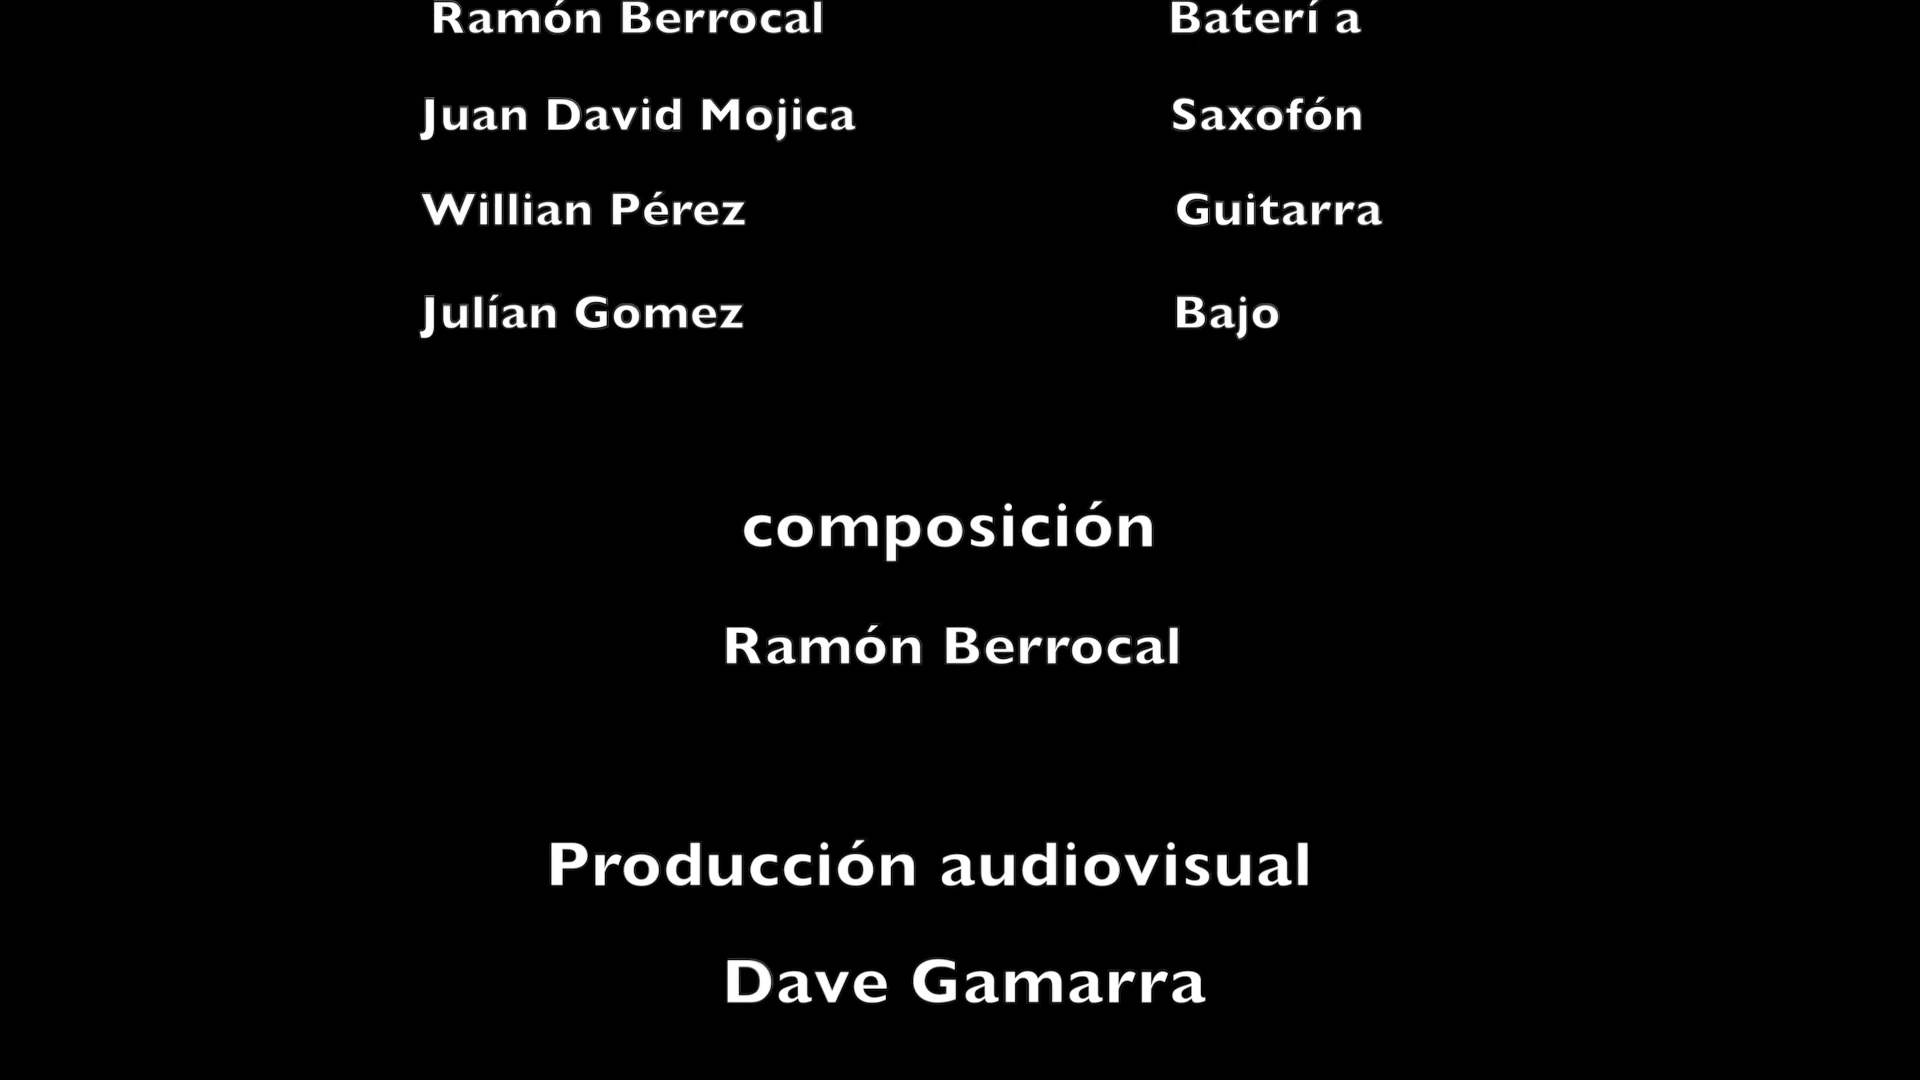 Ramón Berrocal Baterí a
Juan David Mojica Saxofón
Willian Pérez Guitarra
Julían Gomez Bajo
composición
Ramón Berrocal
Producción audiovisual
Dave Gamarra